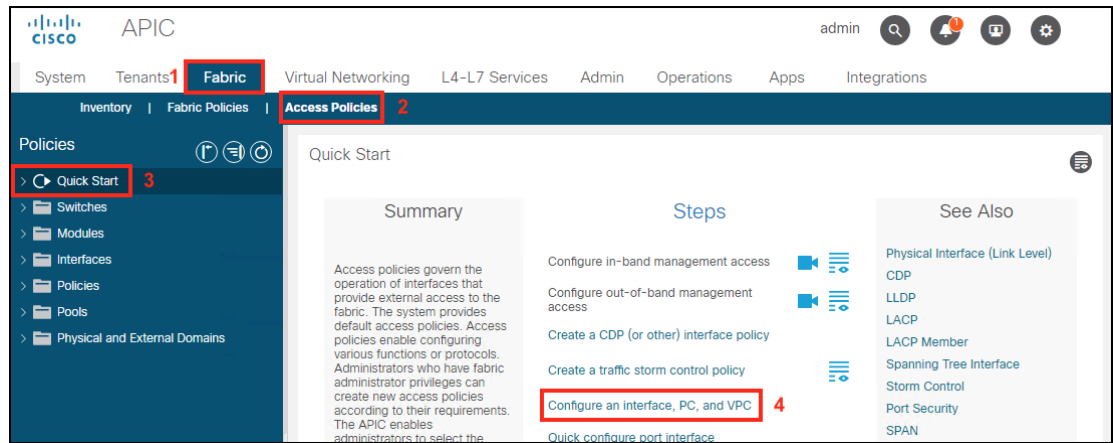 CISCO APIC admin 1
System Tenants 1 Fabric Virtual Networking L4-L7 Services Admin Operations Apps Integrations
Inventory | Fabric Policies | Access Policies 2
Policies
Quick Start 3
Switches
Modules
Interfaces
Policies
Pools
Physical and External Domains
Quick Start
Summary
Access policies govern the
operation of interfaces that
provide external access to the
fabric. The system provides
default access policies. Access
policies enable configuring
various functions or protocols.
Administrators who have fabric
administrator privileges can
create new access policies
according to their requirements.
The APIC enables
administrators to select the
Steps
Configure in-band management access
Configure out-of-band management
access
Create a CDP (or other) interface policy
Create a traffic storm control policy
Configure an interface, PC, and VPC 4
Quick configure port interface
See Also
Physical Interface (Link Level)
CDP
LLDP
LACP
LACP Member
Spanning Tree Interface
Storm Control
Port Security
SPAN